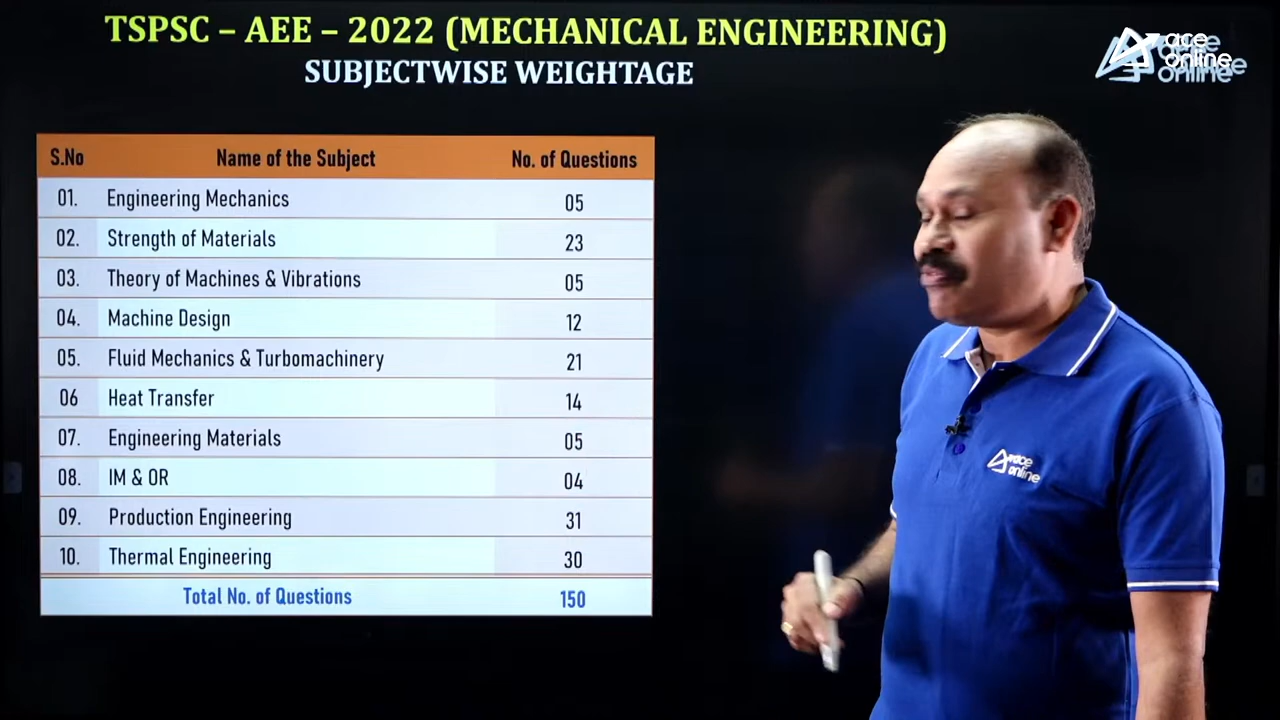 TSPSC – AEE – 2022 (MECHANICAL ENGINEERING)
SUBJECTWISE WEIGHTAGE
ace online
S.No Name of the Subject No. of Questions
01. Engineering Mechanics 05
02. Strength of Materials 23
03. Theory of Machines & Vibrations 05
04. Machine Design 12
05. Fluid Mechanics & Turbomachinery 21
06 Heat Transfer 14
07. Engineering Materials 05
08. IM & OR 04
09. Production Engineering 31
10. Thermal Engineering 30
Total No. of Questions 150
ace online